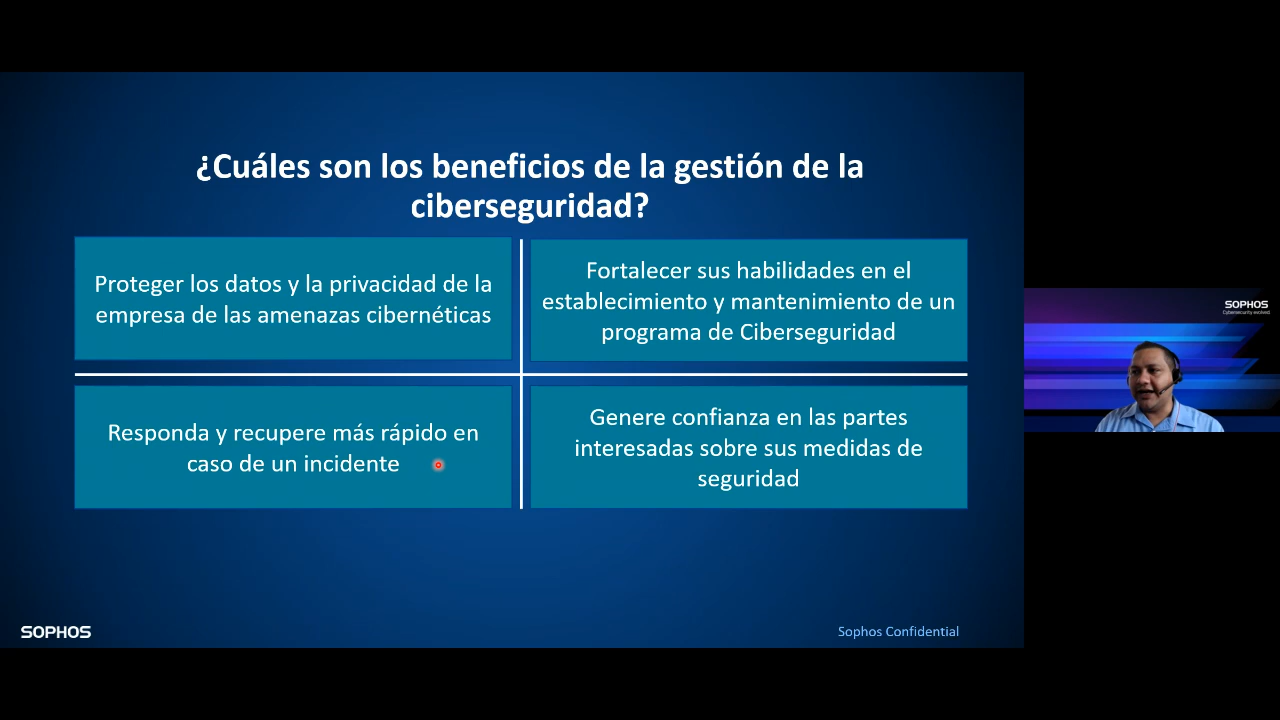 ¿Cuáles son los beneficios de la gestión de la
ciberseguridad?
Proteger los datos y la privacidad de la
empresa de las amenazas cibernéticas
Fortalecer sus habilidades en el
establecimiento y mantenimiento de un
programa de Ciberseguridad
Responda y recupere más rápido en
caso de un incidente
Genere confianza en las partes
interesadas sobre sus medidas de
seguridad
SOPHOS
Sophos Confidential
SOPHOS
Cybersecurity evolved.